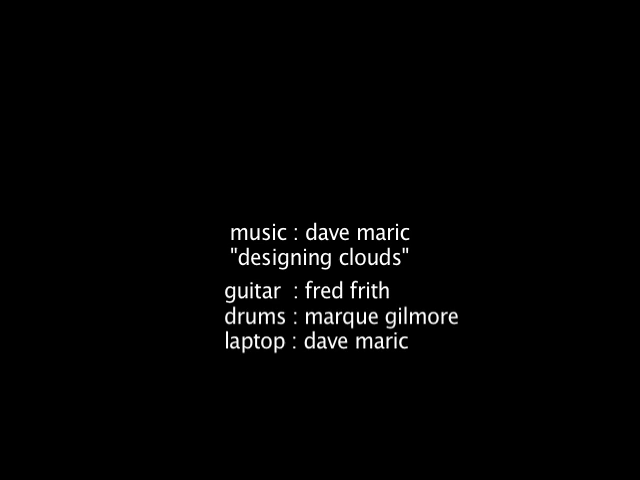 music : dave maric
"designing clouds"
guitar  : fred frith
drums : marque gilmore
laptop : dave maric